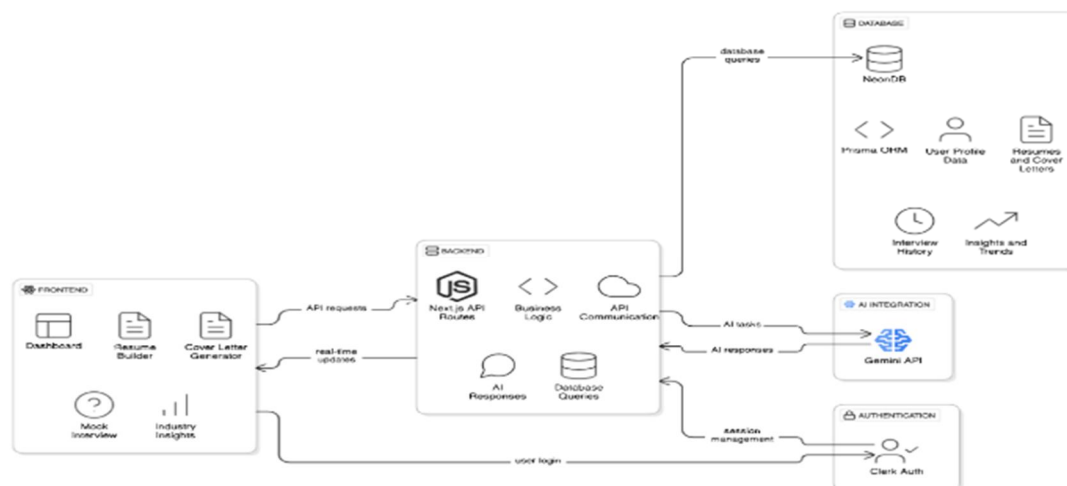 DATABASE
database
queries
NeonDB
Prisma ORM
User Profile
Data
Resumes
and Cover
Letters
Interview
History
Insights and
Trends
BACKEND
Next.js API
Routes
Business
Logic
API
Communication
AI
Responses
Database
Queries
FRONTEND
Dashboard
Resume
Builder
Cover Letter
Generator
Mock
Interview
Industry
Insights
API requests
real-time
updates
AI INTEGRATION
AI tasks
AI responses
Gemini API
AUTHENTICATION
session
management
Clerk Auth
user login